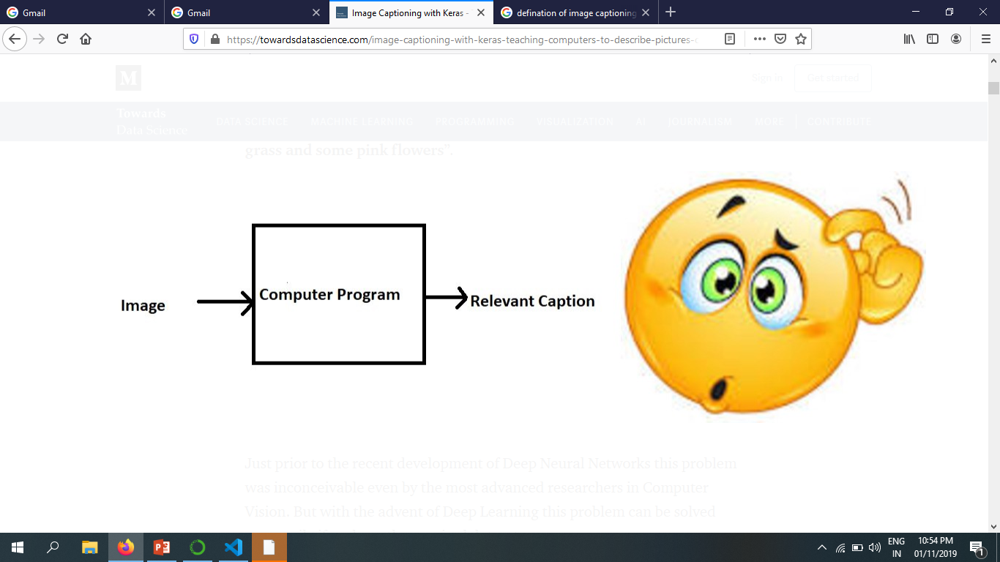 Gmail
Gmail
Image Captioning with Keras -
defination of image captioning
https://towardsdatascience.com/image-captioning-with-keras-teaching-computers-to-describe-pictures-
M
Sign in
Get started
Towards
Data Science
DATA SCIENCE
MACHINE LEARNING
PROGRAMMING
VISUALIZATION
AI
JOURNALISM
MORE
CONTRIBUTE
grass and some pink flowers".
Image
Computer Program
Relevant Caption
Just prior to the recent development of Deep Neural Networks this problem
was inconceivable even by the most advanced researchers in Computer
Vision. But with the advent of Deep Learning this problem can be solved
ENG
IN
10:54 PM
01/11/2019
1